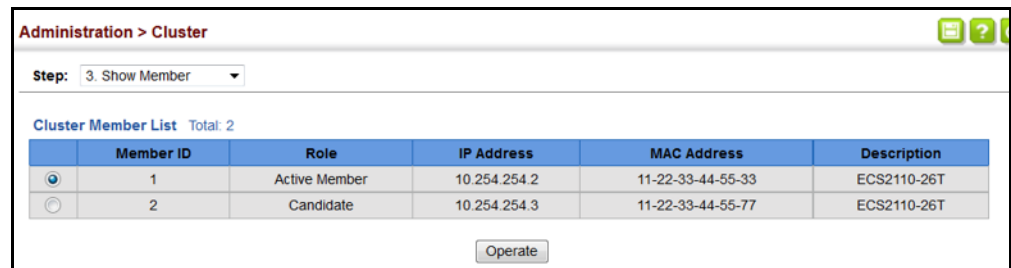 Administration > Cluster
?
Step: 3. Show Member
Cluster Member List Total: 2
Member ID Role IP Address MAC Address Description
1 Active Member 10.254.254.2 11-22-33-44-55-33 ECS2110-26T
2 Candidate 10.254.254.3 11-22-33-44-55-77 ECS2110-26T
Operate